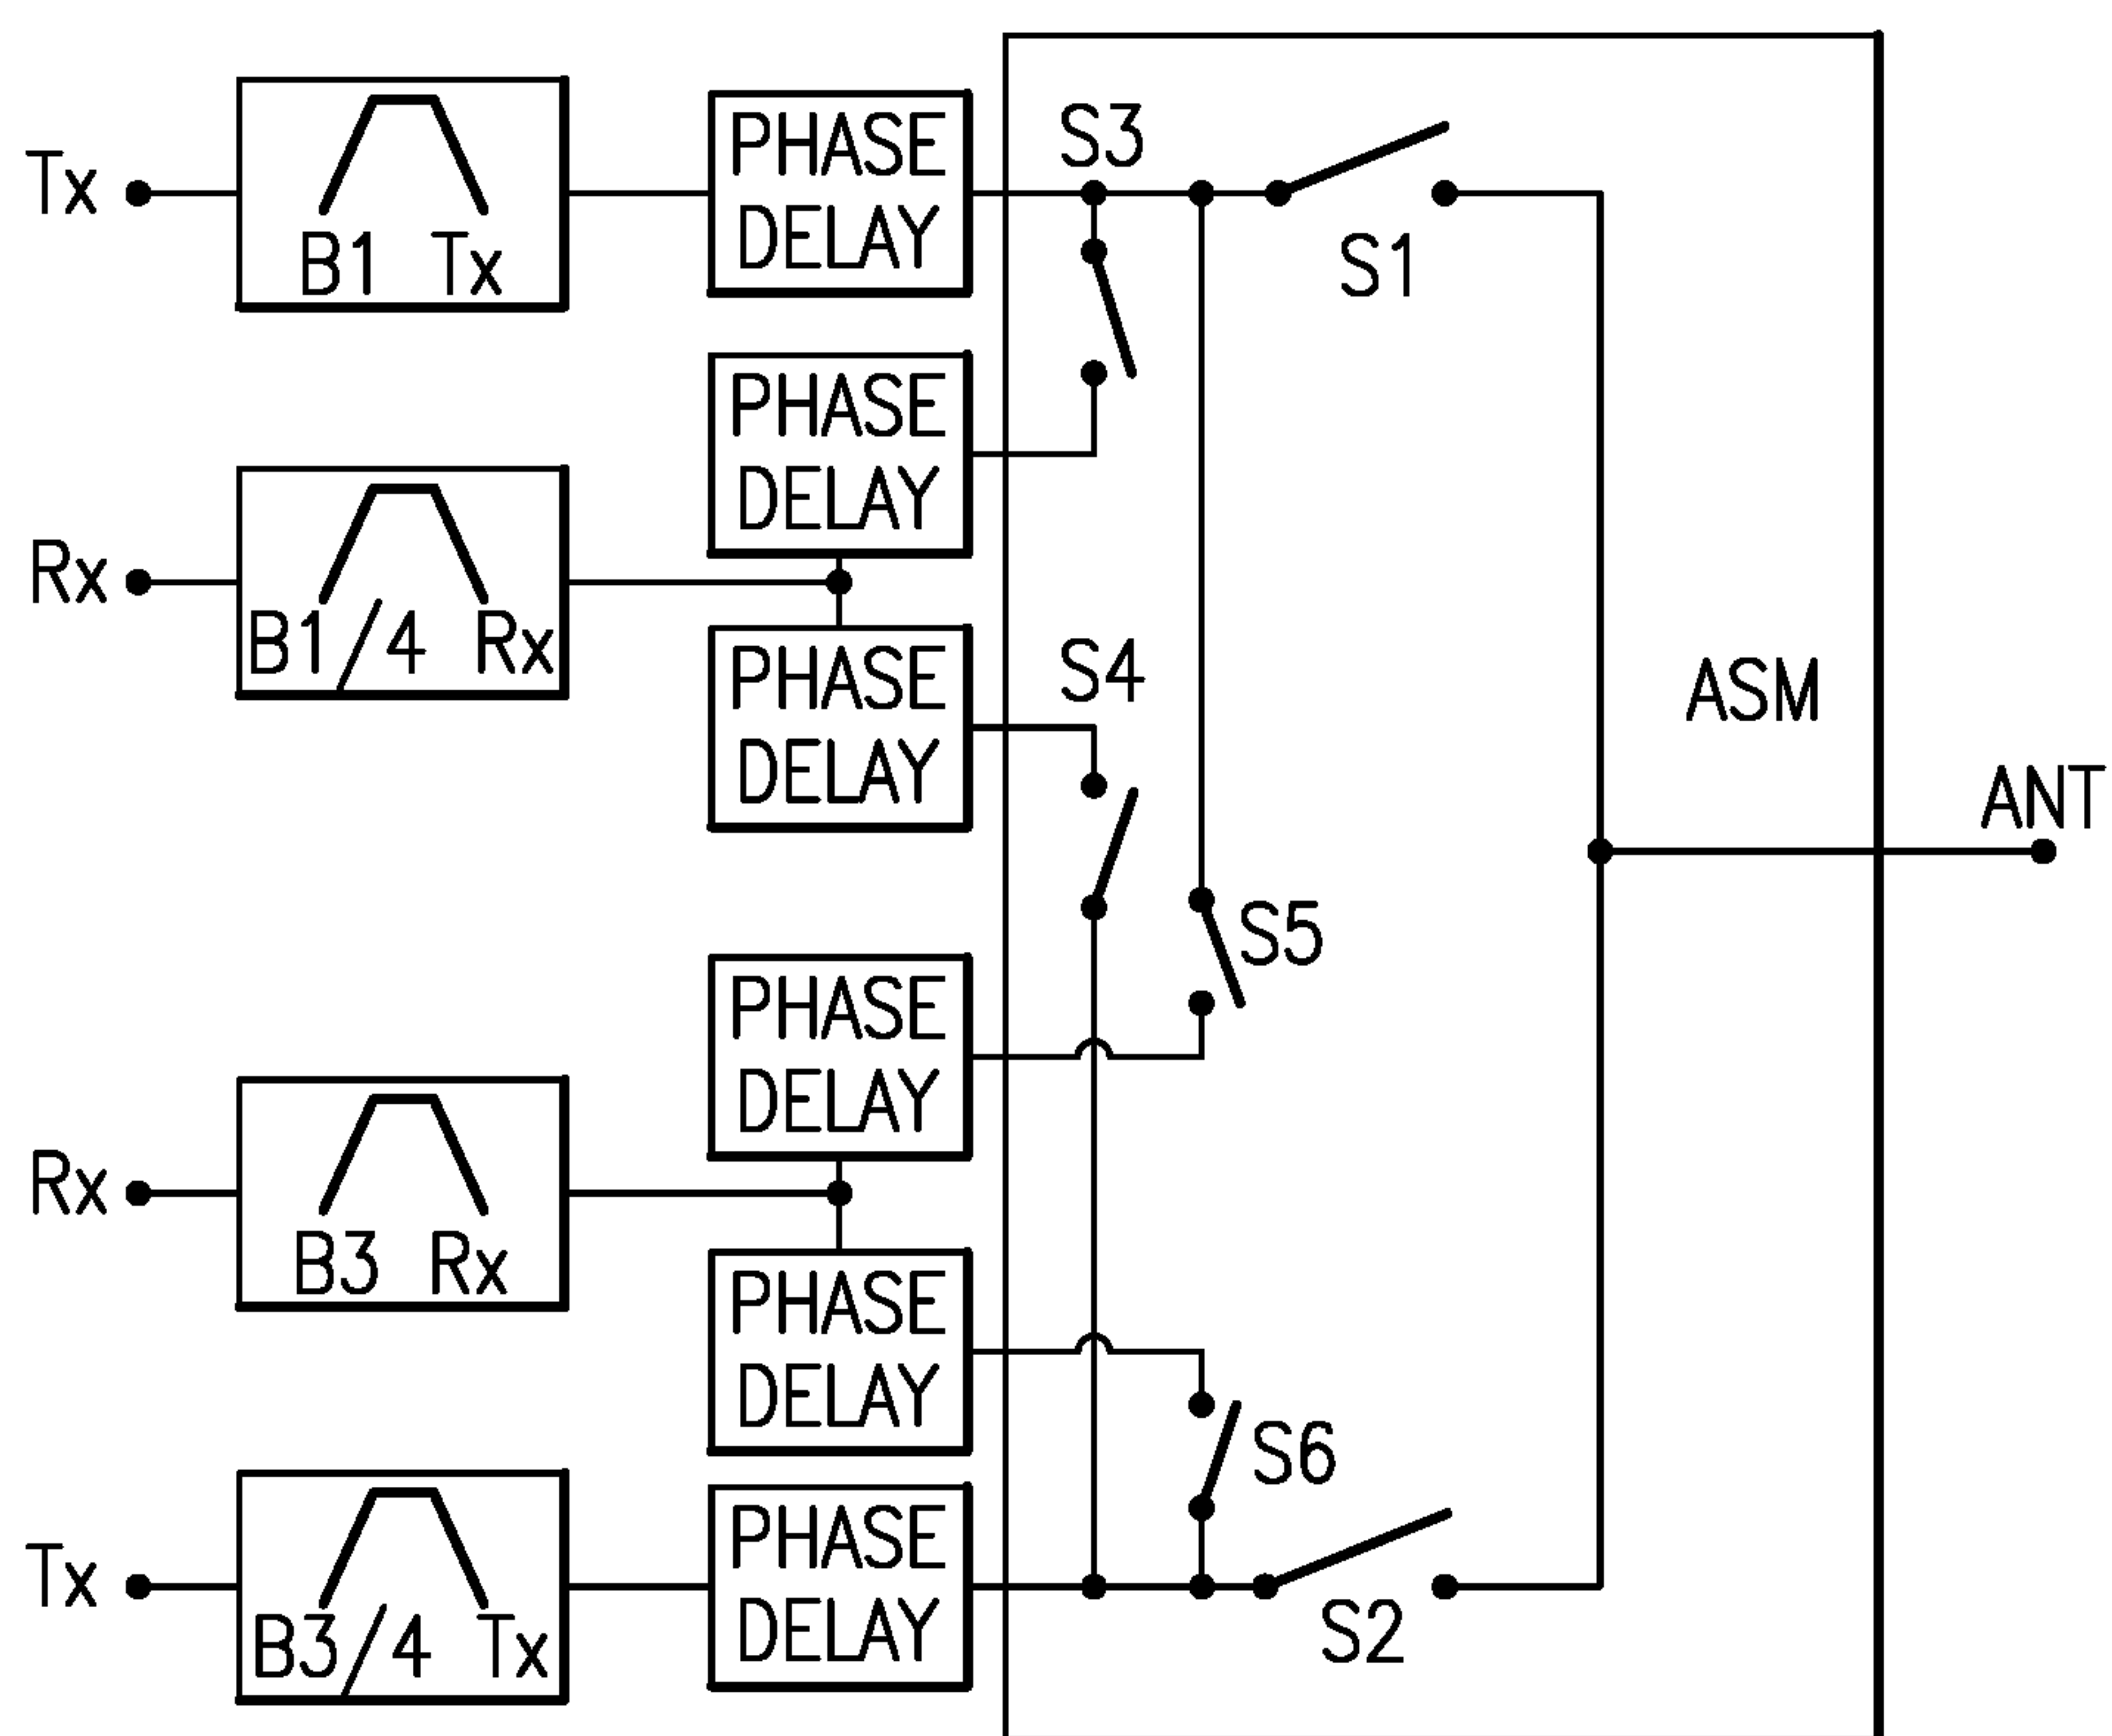 Tx
B1 Tx
PHASE
DELAY
S3
S1
PHASE
DELAY
Rx
B1/4 Rx
PHASE
DELAY
S4
ASM
ANT
S5
PHASE
DELAY
Rx
B3 Rx
PHASE
DELAY
S6
Tx
B3/4 Tx
PHASE
DELAY
S2